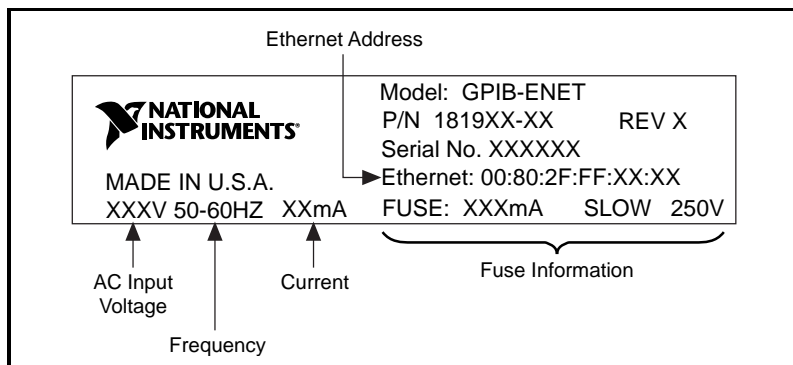 Ethernet Address
NATIONAL
INSTRUMENTS®
MADE IN U.S.A.
XXXV 50-60HZ XXmA
Model: GPIB-ENET
P/N 1819XX-XX REV X
Serial No. XXXXXX
Ethernet: 00:80:2F:FF:XX:XX
FUSE: XXXmA SLOW 250V
AC Input
Voltage
Frequency
Current
Fuse Information